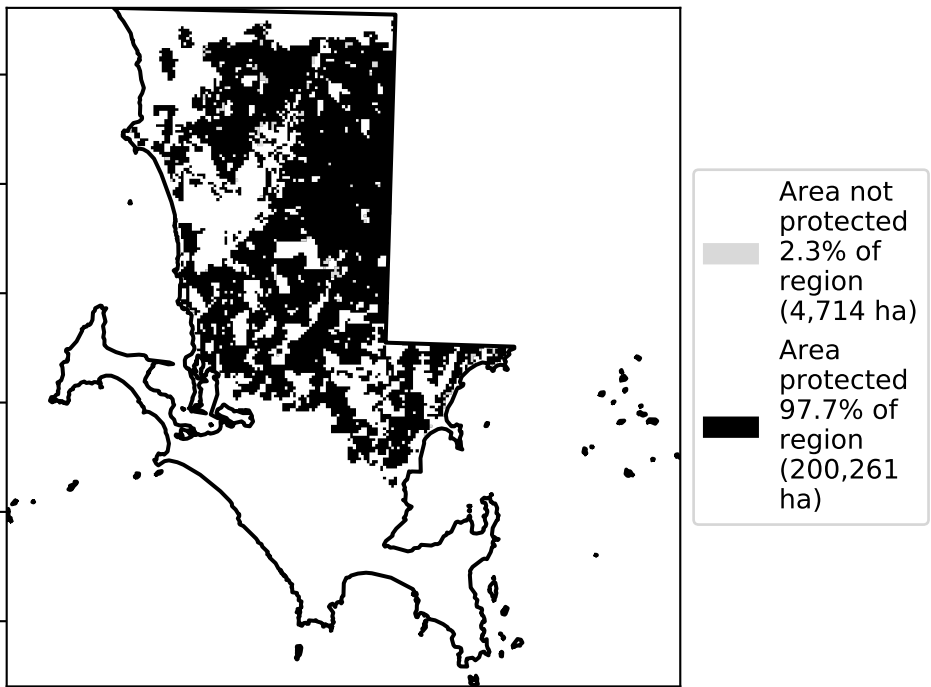 Area not
protected
2.3% of
region
(4,714 ha)
Area
protected
97.7% of
region
(200,261
ha)